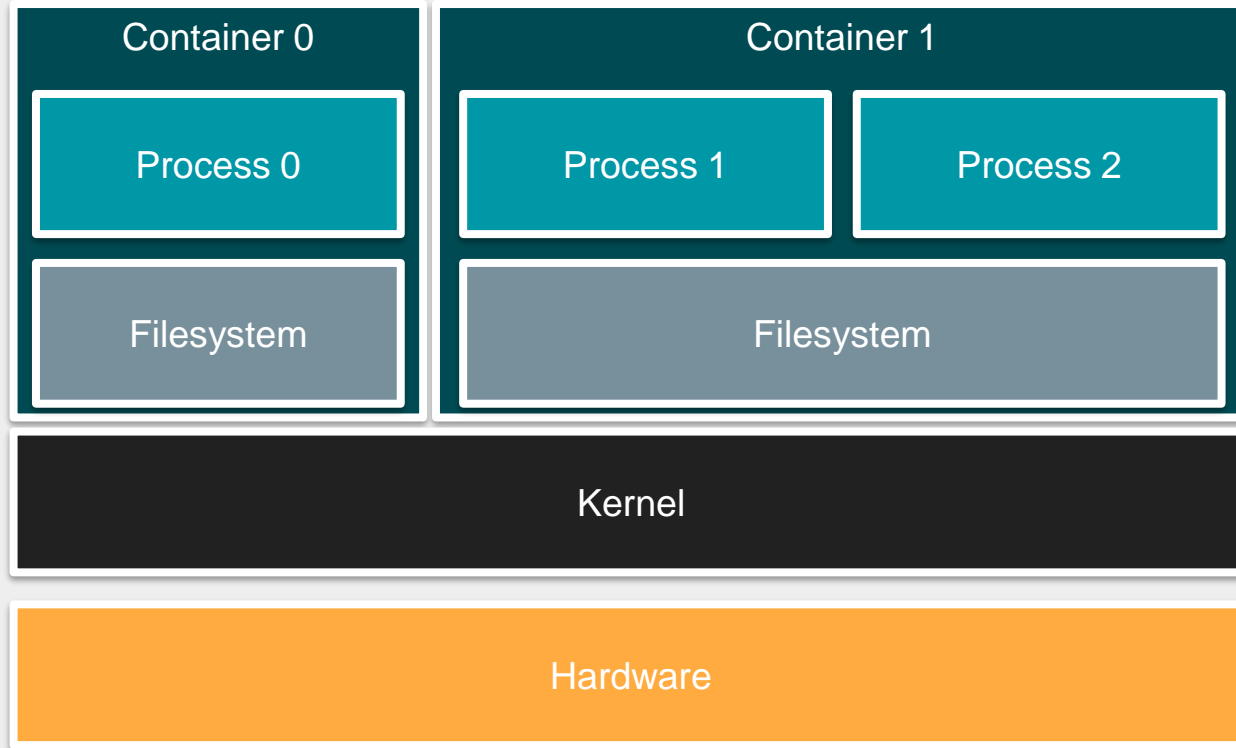 Container 0
Container 1
Process 0
Process 1
Process 2
Filesystem
Filesystem
Kernel
Hardware